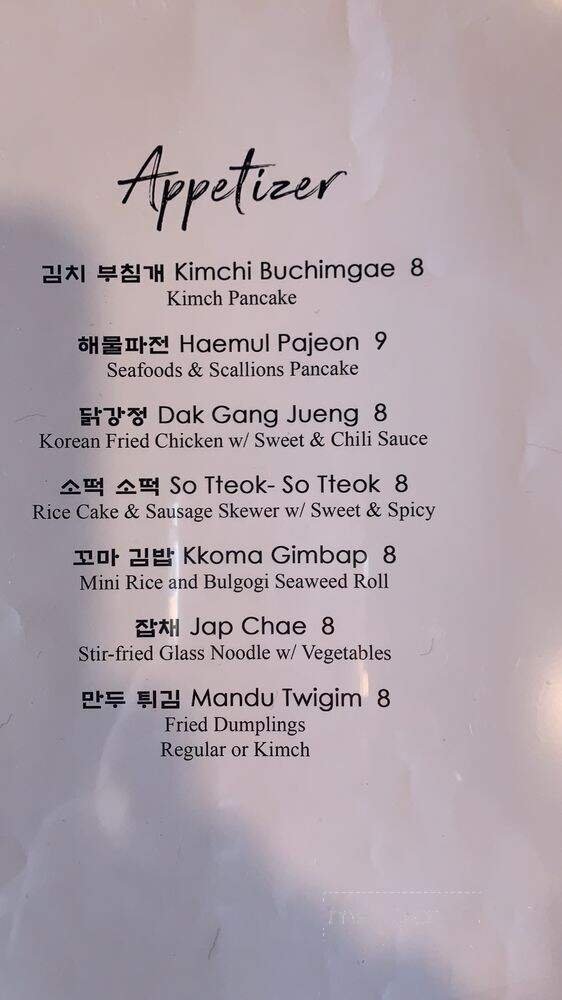 Appetizer
김치 부침개 Kimchi Buchimgae 8
Kimch Pancake
해물파전 Haemul Pajeon 9
Seafoods & Scallions Pancake
닭강정 Dak Gang Jueng 8
Korean Fried Chicken w/ Sweet & Chili Sauce
소떡 소떡 So Tteok- So Tteok 8
Rice Cake & Sausage Skewer w/ Sweet & Spicy
꼬마 김밥 Kkoma Gimbap 8
Mini Rice and Bulgogi Seaweed Roll
잡채 Jap Chae 8
Stir-fried Glass Noodle w/ Vegetables
만두 튀김 Mandu Twigim 8
Fried Dumplings
Regular or Kimch